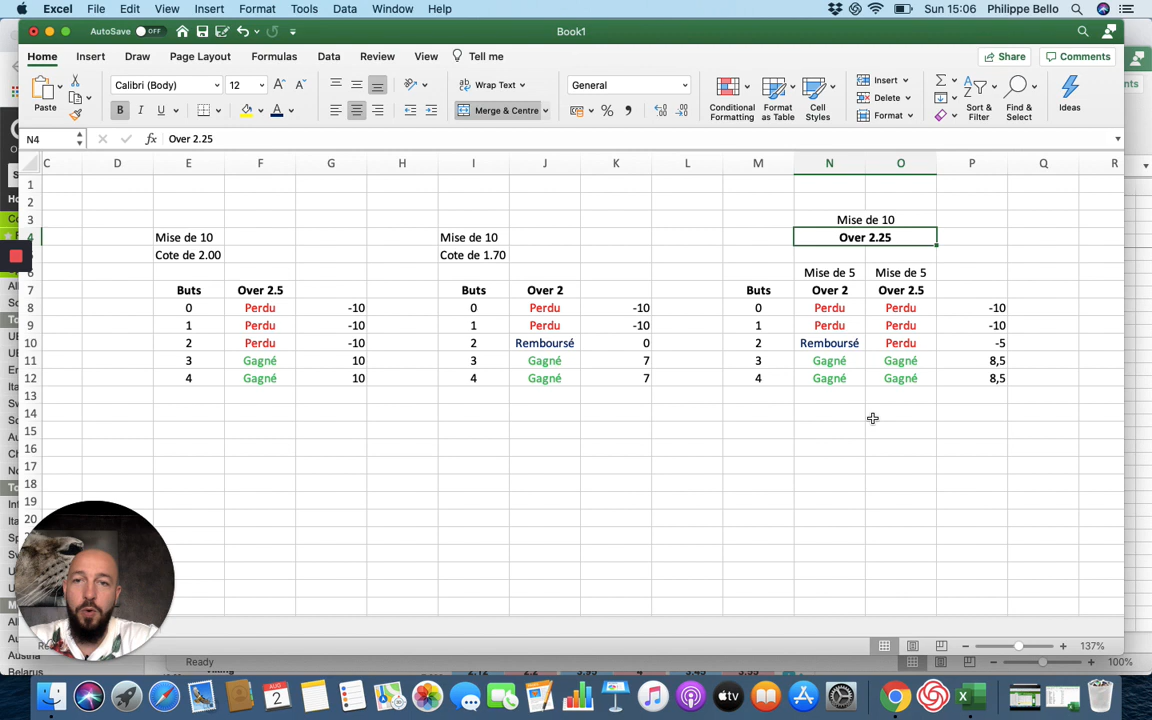 Excel File Edit View Insert Format Tools Data Window Help Sun 15:06 Philippe Bello
AutoSave OFF Book1
Home Insert Draw Page Layout Formulas Data Review View Tell me Share Comments
Paste Calibri (Body) 12 Wrap Text General Insert
Merge & Centre Conditional Formatting Format as Table Cell Styles Delete Sort & Filter Find & Select Ideas
B I U A Format
N4 fx Over 2.25
C D E F G H I J K L M N O P Q R
1
2
3 Mise de 10
4 Mise de 10 Mise de 10 Over 2.25
Cote de 2.00 Cote de 1.70
6 Mise de 5 Mise de 5
7 Buts Over 2.5 Buts Over 2 Buts Over 2 Over 2.5
8 0 Perdu -10 0 Perdu -10 0 Perdu Perdu -10
9 1 Perdu -10 1 Perdu -10 1 Perdu Perdu -10
10 2 Perdu -10 2 Remboursé 0 2 Remboursé Perdu -5
11 3 Gagné 10 3 Gagné 7 3 Gagné Gagné 8,5
12 4 Gagné 10 4 Gagné 7 4 Gagné Gagné 8,5
13
14
15
16
17
18
19
20
137%
Ready 100%
Austria
Belarus
AUG 2
tv